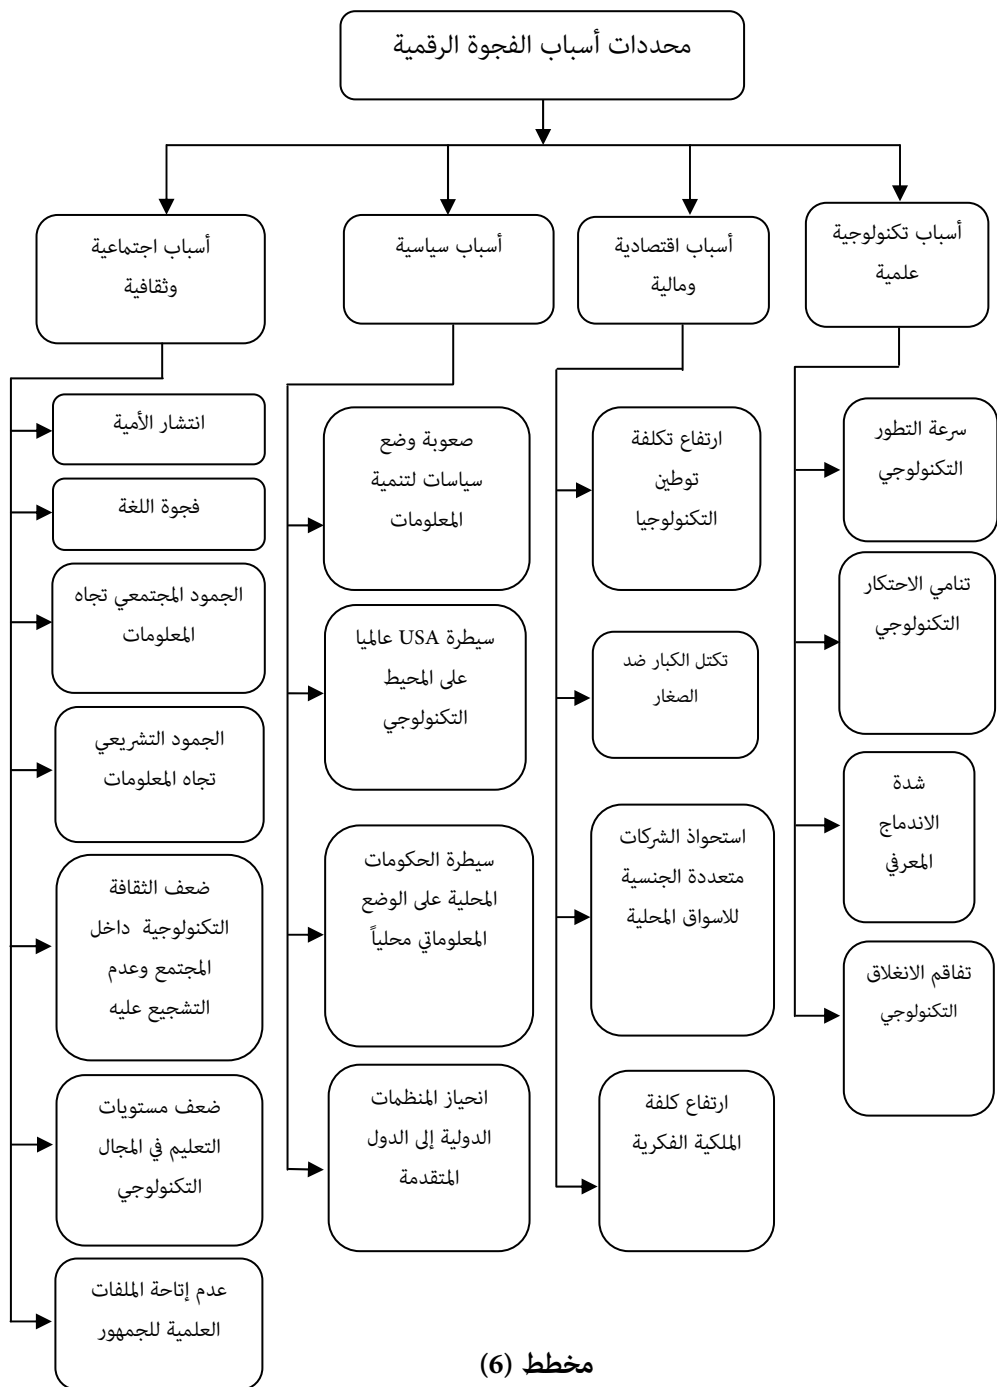 محددات أسباب الفجوة الرقمية
أسباب تكنولوجية
علمية
سرعة التطور
التكنولوجي
تنامي الاحتكار
التكنولوجي
شدة
الاندماج
المعرفي
تفاقم الانغلاق
التكنولوجي
أسباب اقتصادية
ومالية
ارتفاع تكلفة
توطين
التكنولوجيا
تكتل الكبار ضد
الصغار
استحواذ الشركات
متعددة الجنسية
للاسواق المحلية
ارتفاع كلفة
الملكية الفكرية
أسباب سياسية
صعوبة وضع
سياسات لتنمية
المعلومات
سيطرة USA عالميا
على المحيط
التكنولوجي
سيطرة الحكومات
المحلية على الوضع
المعلوماتي محلياً
انحياز المنظمات
الدولية إلى الدول
المتقدمة
أسباب اجتماعية
وثقافية
انتشار الأمية
فجوة اللغة
الجمود المجتمعي تجاه
المعلومات
الجمود التشريعي
تجاه المعلومات
ضعف الثقافة
التكنولوجية داخل
المجتمع وعدم
التشجيع عليه
ضعف مستويات
التعليم في المجال
التكنولوجي
عدم إتاحة الملفات
العلمية للجمهور
مخطط (6)